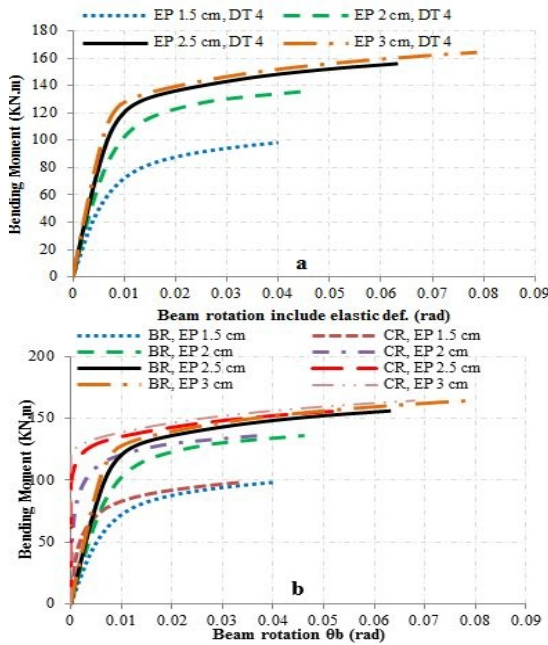 EP 1.5 cm, DT 4 EP 2 cm, DT 4
EP 2.5 cm, DT 4 EP 3 cm, DT 4
Bending Moment (KN.m)
180
160
140
120
100
80
60
40
20
0
a
0 0.01 0.02 0.03 0.04 0.05 0.06 0.07 0.08 0.09
Beam rotation include elastic def. (rad)
BR, EP 1.5 cm CR, EP 1.5 cm
BR, EP 2 cm CR, EP 2 cm
BR, EP 2.5 cm CR, EP 2.5 cm
BR, EP 3 cm CR, EP 3 cm
Bending Moment (KN.m)
200
150
100
50
0
b
0 0.01 0.02 0.03 0.04 0.05 0.06 0.07 0.08 0.09
Beam rotation θb (rad)